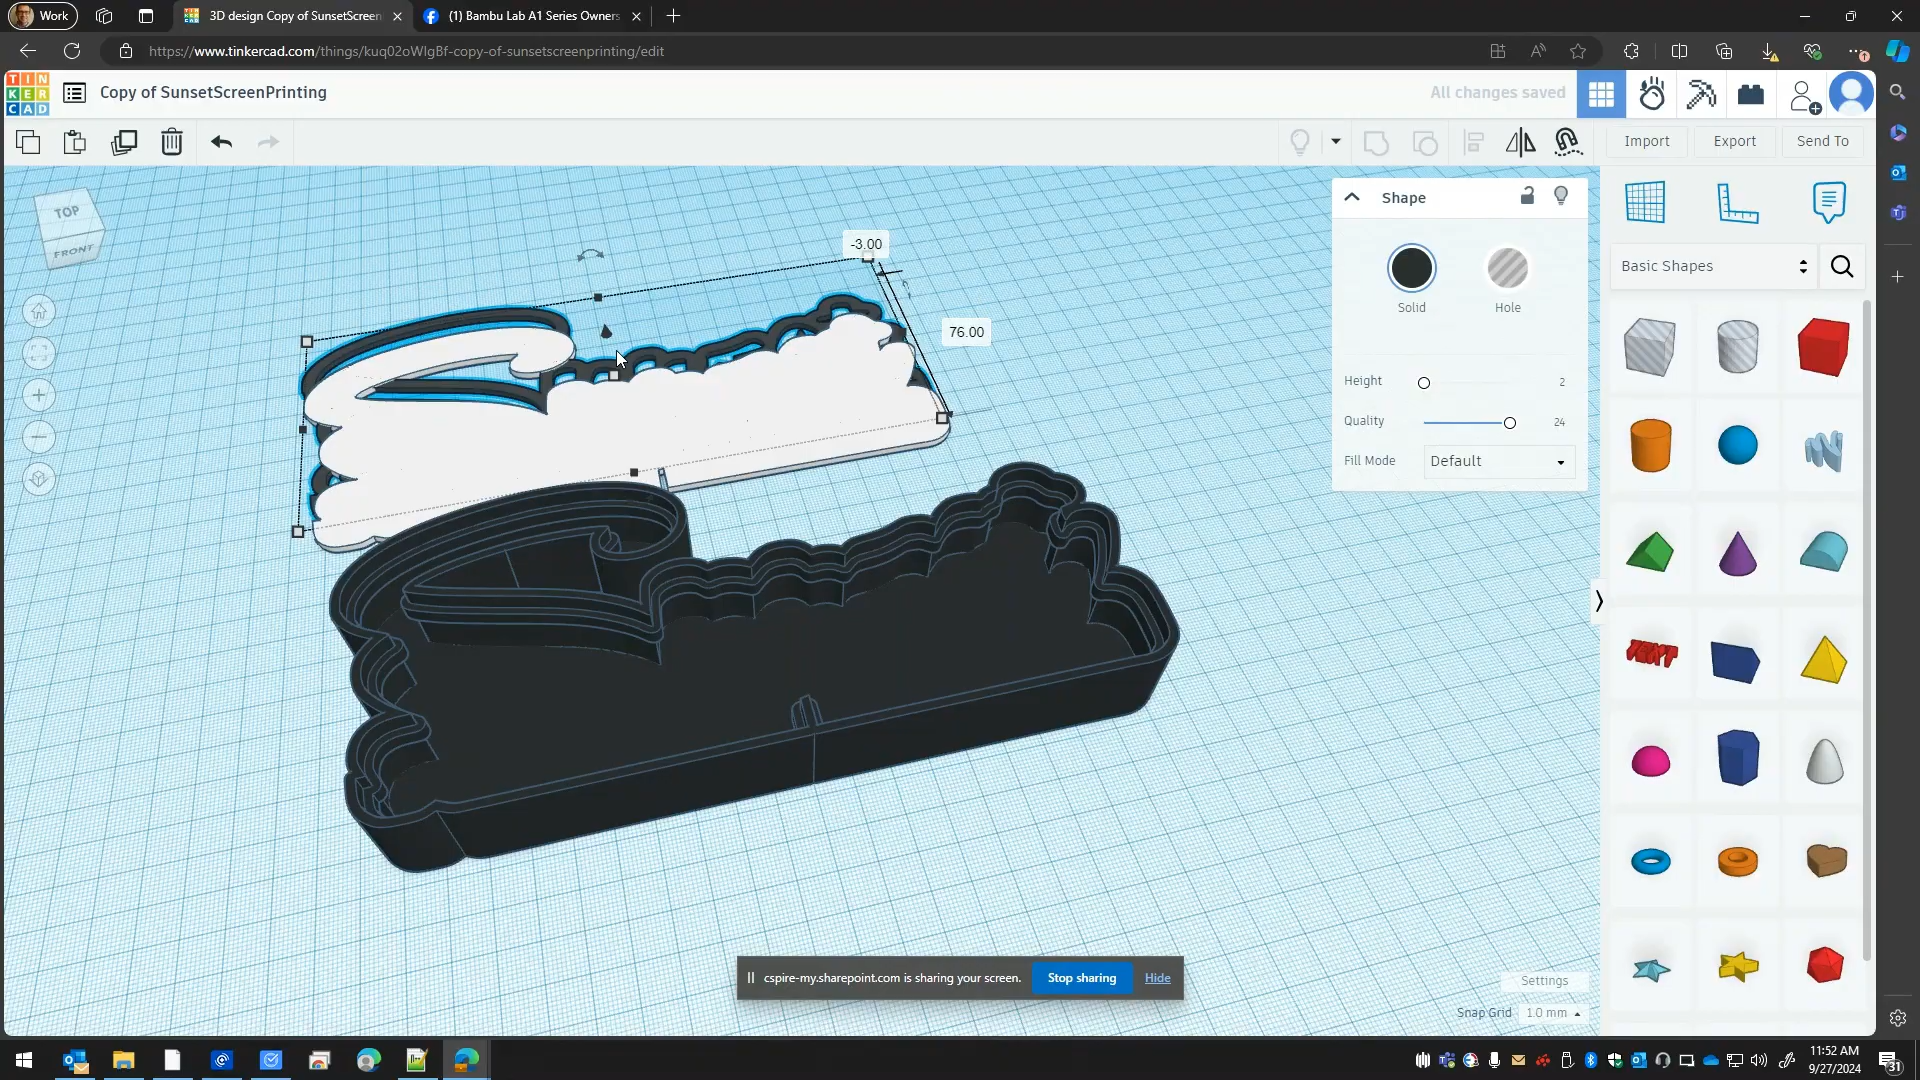 Work
3D design Copy of SunsetScreen
(1) Bambu Lab A1 Series Owners
https://www.tinkercad.com/things/kuq02oWlgBf-copy-of-sunsetscreenprinting/edit
TIN
KER
CAD
Copy of SunsetScreenPrinting
All changes saved
Import
Export
Send To
TOP
FRONT
-3.00
76.00
Shape
Solid
Hole
Height
2
Quality
24
Fill Mode
Default
Basic Shapes
TEXT
cspire-my.sharepoint.com is sharing your screen.
Stop sharing
Hide
Settings
Snap Grid
1.0 mm
11:52 AM
9/27/2024
31